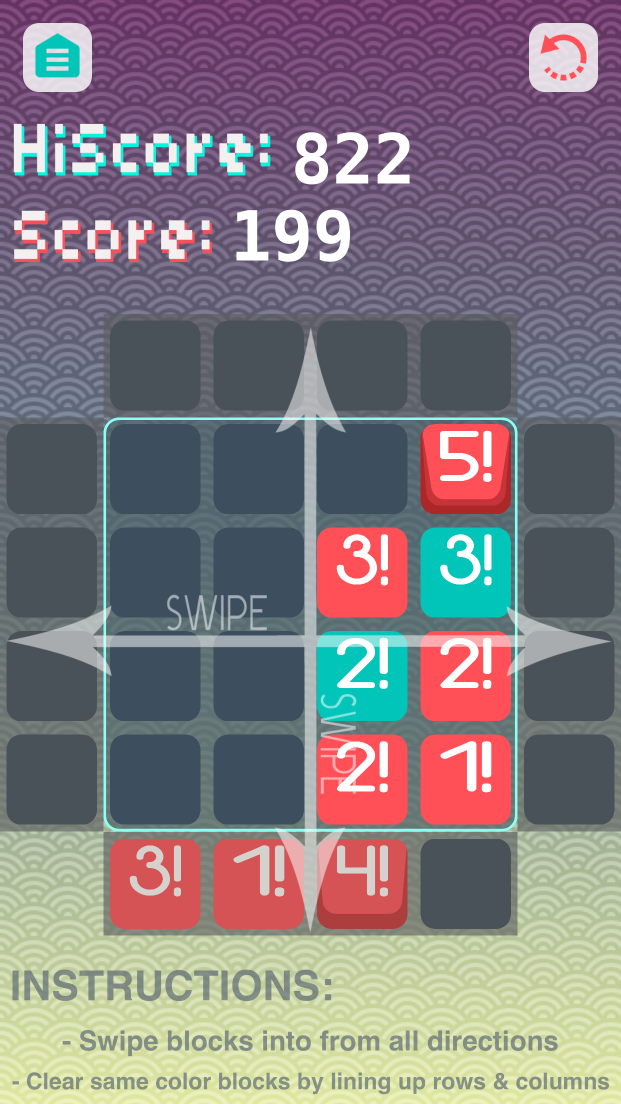 HiScore: 822
Score: 199
5!
3! 3!
SWIPE
2! 2!
SWIPE
2! 1!
3! 1! 4!
INSTRUCTIONS:
- Swipe blocks into from all directions
- Clear same color blocks by lining up rows & columns